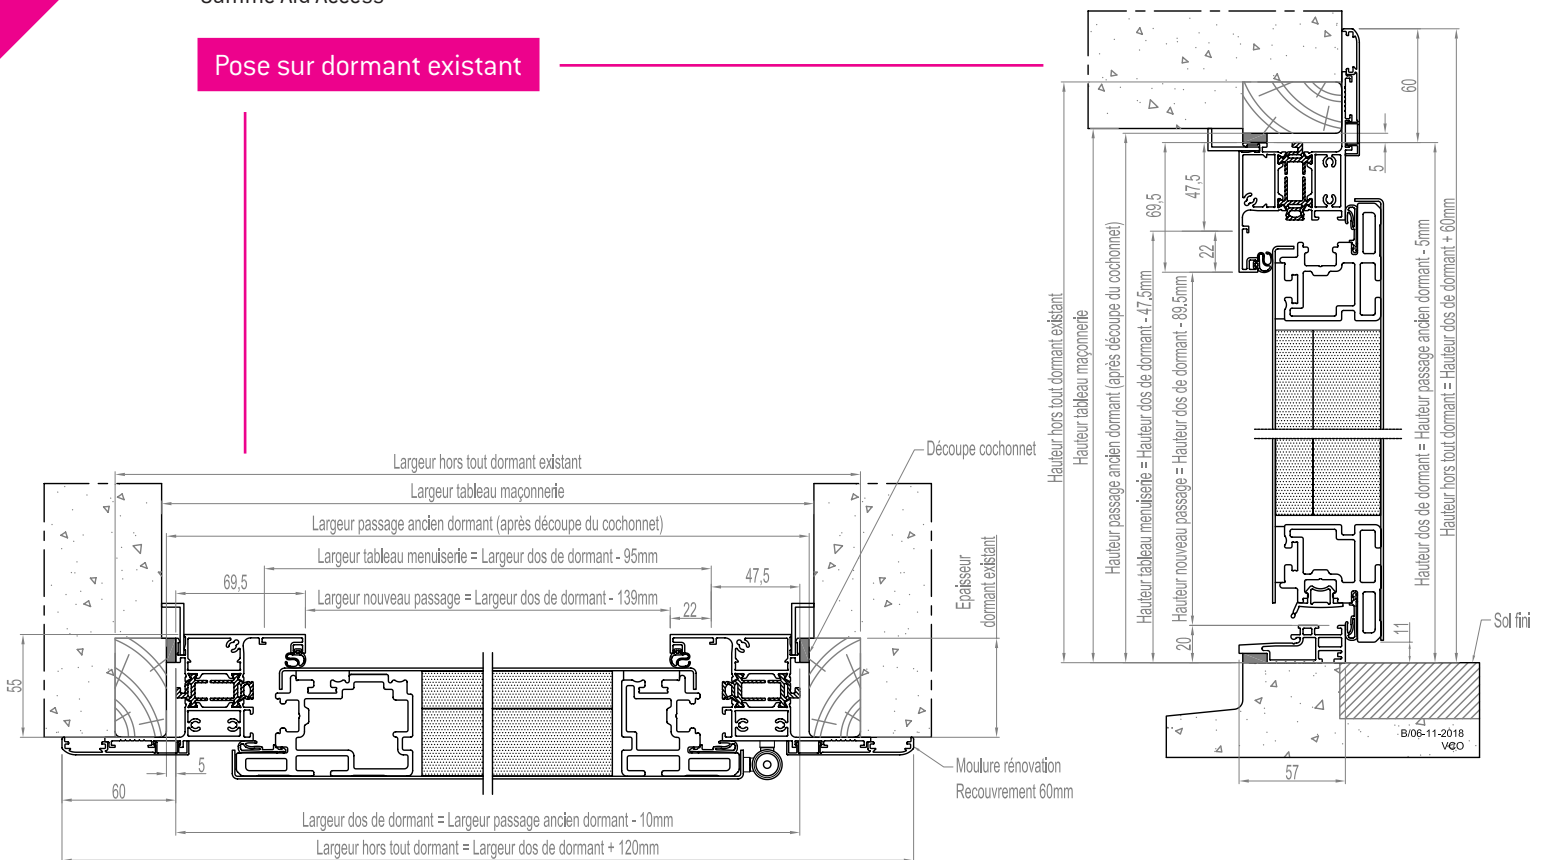 Gamme Alu Access
Pose sur dormant existant
60
5
47,5
69,5
22
Hauteur hors tout dormant existant
Hauteur tableau maçonnerie
Hauteur passage ancien dormant (après découpe du cochonnet)
Hauteur tableau menuiserie = Hauteur dos de dormant - 47.5mm
Hauteur nouveau passage = Hauteur dos de dormant - 89.5mm
Hauteur dos de dormant = Hauteur passage ancien dormant - 5mm
Hauteur hors tout dormant = Hauteur dos de dormant + 60mm
20
11
Sol fini
B/06-11-2018
VCO
57
Largeur hors tout dormant existant
Découpe cochonnet
Largeur tableau maçonnerie
Largeur passage ancien dormant (après découpe du cochonnet)
Largeur tableau menuiserie = Largeur dos de dormant - 95mm
69,5
47,5
Largeur nouveau passage = Largeur dos de dormant - 139mm
22
Epaisseur
dormant existant
55
5
60
Moulure rénovation
Recouvrement 60mm
Largeur dos de dormant = Largeur passage ancien dormant - 10mm
Largeur hors tout dormant = Largeur dos de dormant + 120mm